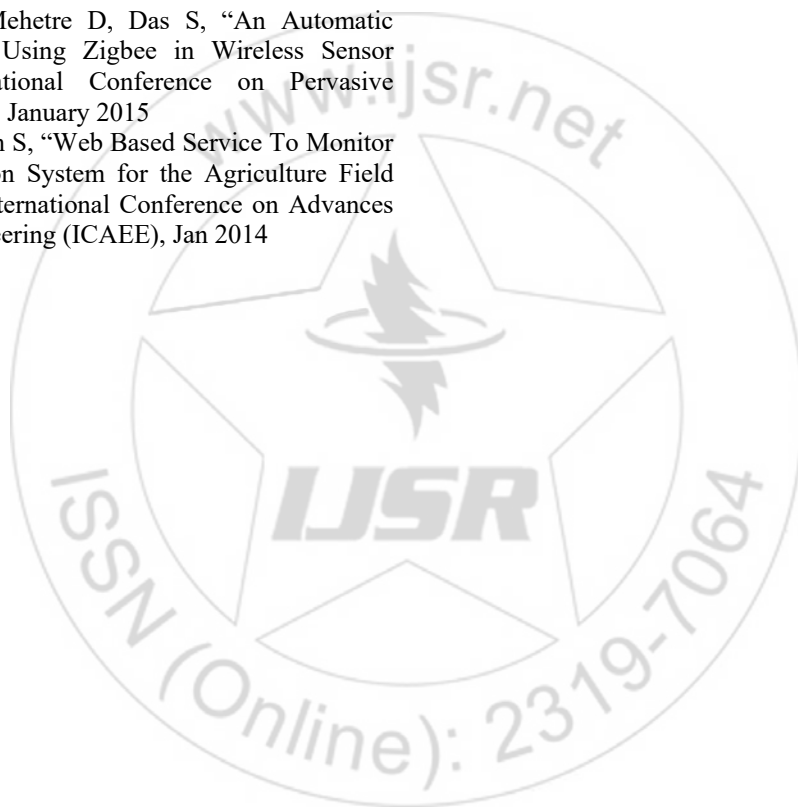 Mehetre D, Das S, “An Automatic
Using Zigbee in Wireless Sensor
ational Conference on Pervasive
January 2015
n S, “Web Based Service To Monitor
on System for the Agriculture Field
ternational Conference on Advances
eering (ICAEE), Jan 2014
www.ijsr.net
IJSR
ISSN (Online): 2319-7064